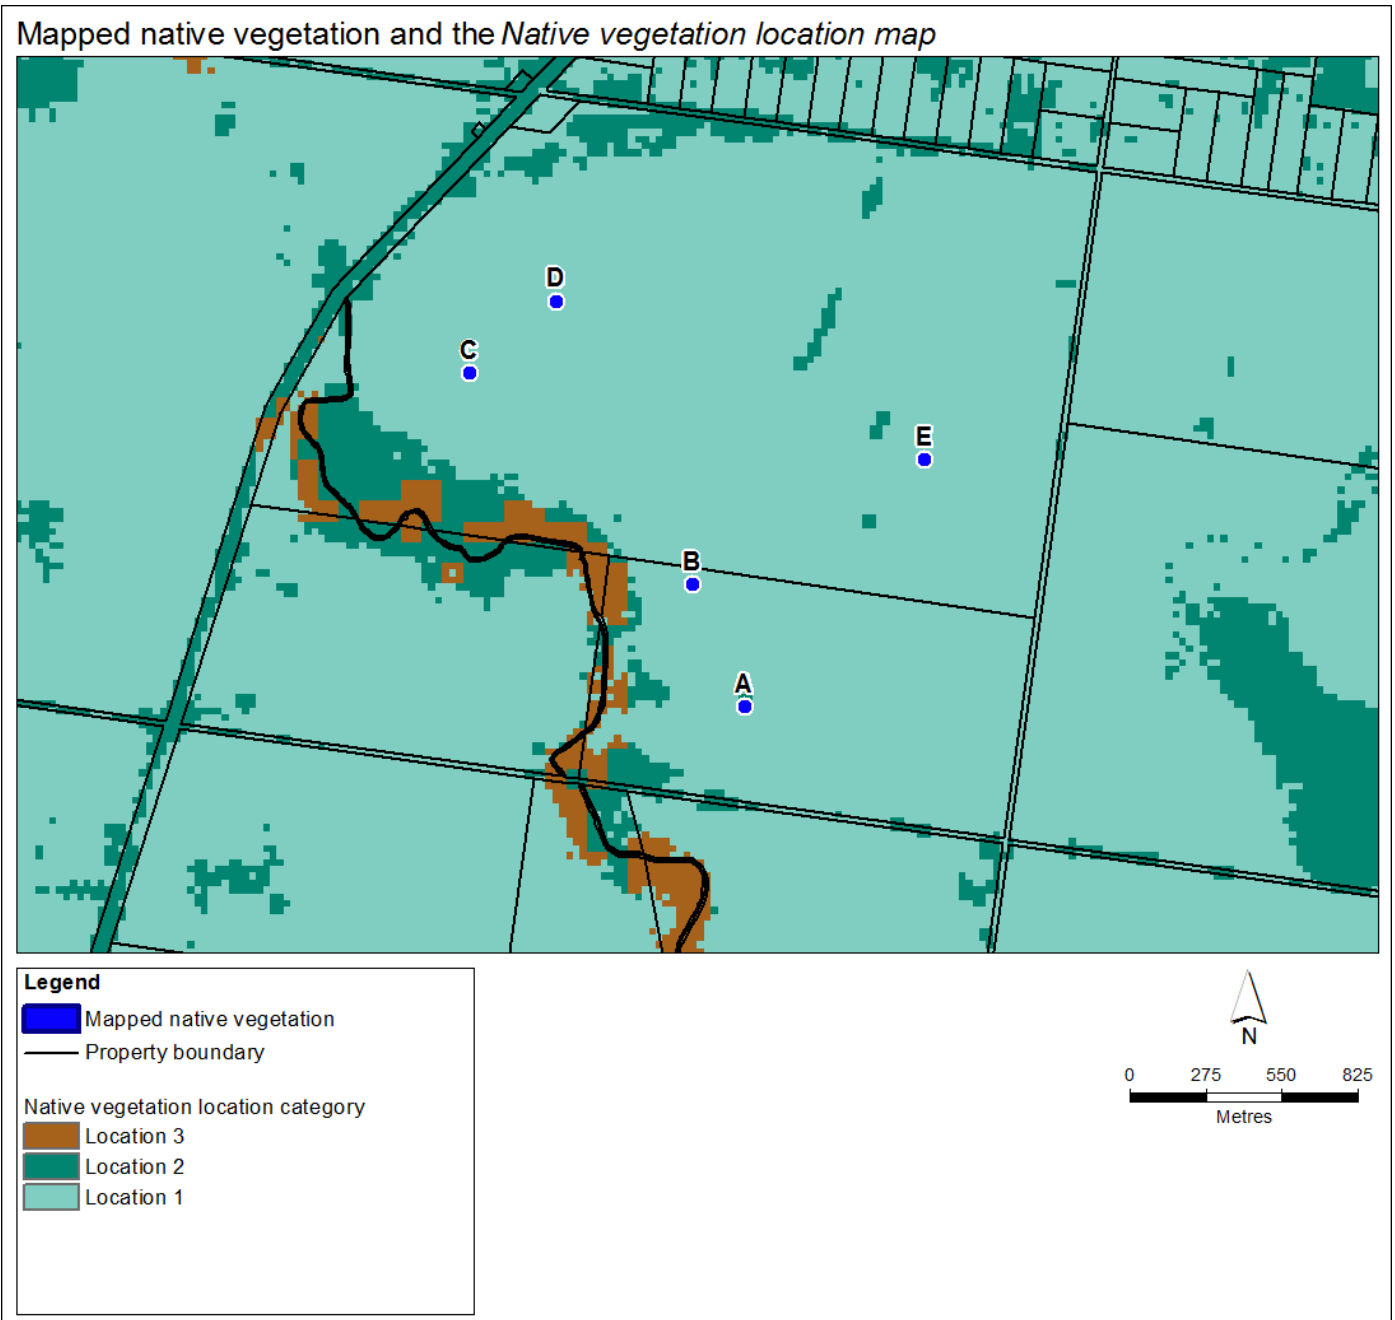 Mapped native vegetation and the Native vegetation location map
D
C
E
B
A
Legend
Mapped native vegetation
Property boundary
Native vegetation location category
Location 3
Location 2
Location 1
N
0 275 550 825
Metres